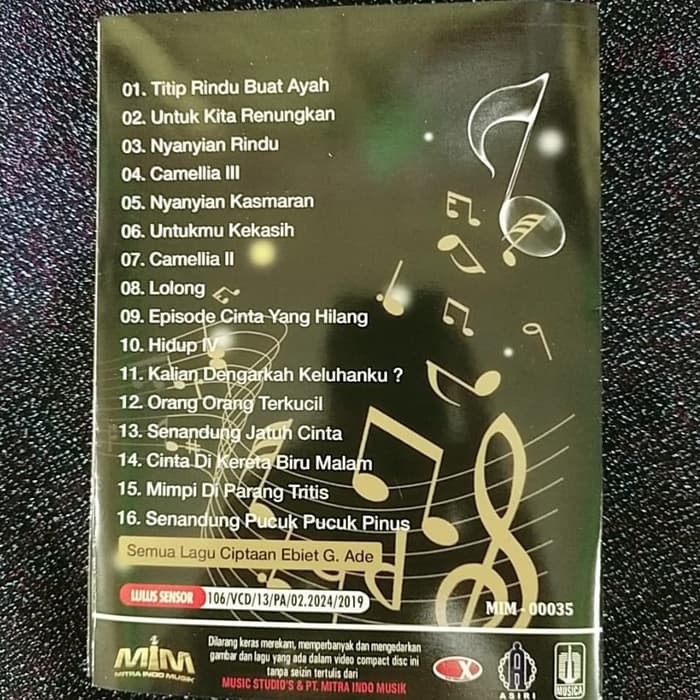 01. Titip Rindu Buat Ayah
02. Untuk Kita Renungkan
03. Nyanyian Rindu
04. Camellia III
05. Nyanyian Kasmaran
06. Untukmu Kekasih
07. Camellia II
08. Lolong
09. Episode Cinta Yang Hilang
10. Hidup IV
11. Kalian Dengarkah Keluhanku ?
12. Orang Orang Terkucil
13. Senandung Jatuh Cinta
14. Cinta Di Kereta Biru Malam
15. Mimpi Di Parang Tritis
16. Senandung Pucuk Pucuk Pinus
Semua Lagu Ciptaan Ebiet G. Ade
LULUS SENSOR 106/VCD/13/PA/02.2024/2019
MIM - 00035
MIM
MITRA INDO MUSIK
Dilarang keras merekam, memperbanyak dan mengedarkan
gambar dan lagu yang ada dalam video compact disc ini
tanpa seizin tertulis dari
MUSIC STUDIO'S & PT. MITRA INDO MUSIK
ASIRI
MUSICA